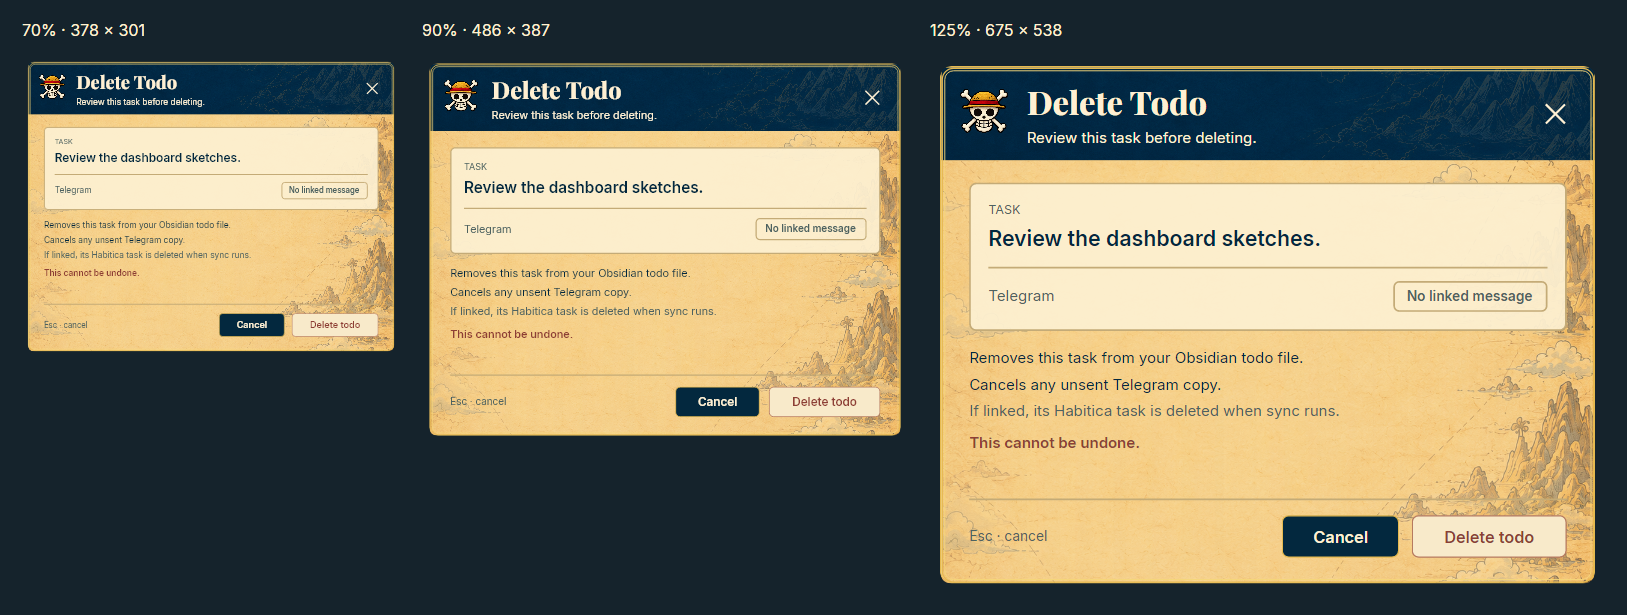 70% · 378 × 301
Delete Todo
Review this task before deleting.
TASK
Review the dashboard sketches.
Telegram
No linked message
Removes this task from your Obsidian todo file.
Cancels any unsent Telegram copy.
If linked, its Habitica task is deleted when sync runs.
This cannot be undone.
Esc · cancel
Cancel
Delete todo
90% · 486 × 387
Delete Todo
Review this task before deleting.
TASK
Review the dashboard sketches.
Telegram
No linked message
Removes this task from your Obsidian todo file.
Cancels any unsent Telegram copy.
If linked, its Habitica task is deleted when sync runs.
This cannot be undone.
Esc · cancel
Cancel
Delete todo
125% · 675 × 538
Delete Todo
Review this task before deleting.
TASK
Review the dashboard sketches.
Telegram
No linked message
Removes this task from your Obsidian todo file.
Cancels any unsent Telegram copy.
If linked, its Habitica task is deleted when sync runs.
This cannot be undone.
Esc · cancel
Cancel
Delete todo